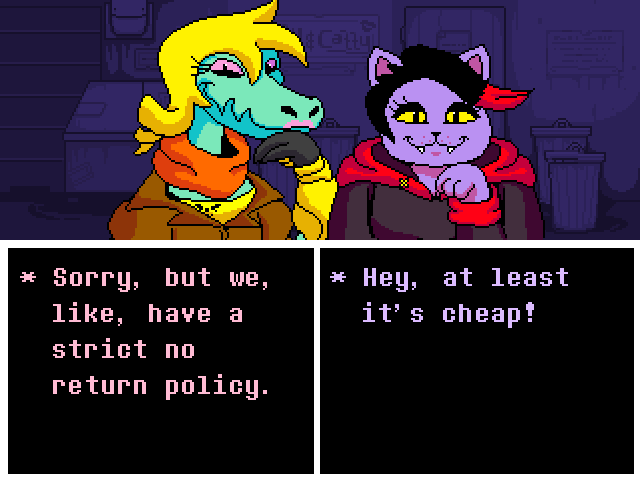 * Sorry, but we,
like, have a
strict no
return policy.
* Hey, at least
it's cheap!